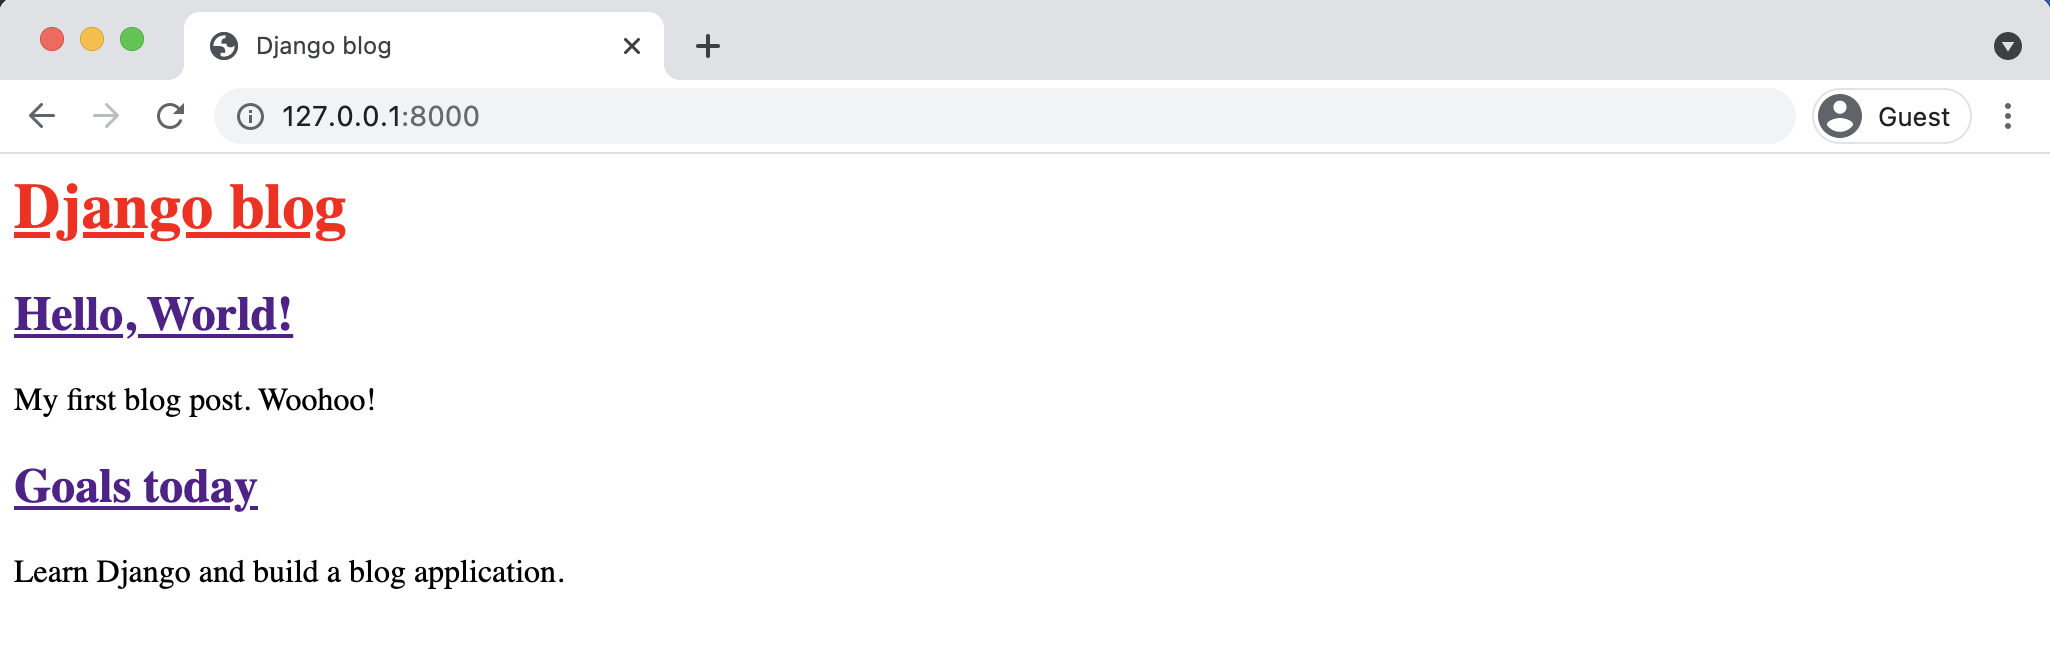 Django blog
127.0.0.1:8000
Guest
Django blog
Hello, World!
My first blog post. Woohoo!
Goals today
Learn Django and build a blog application.